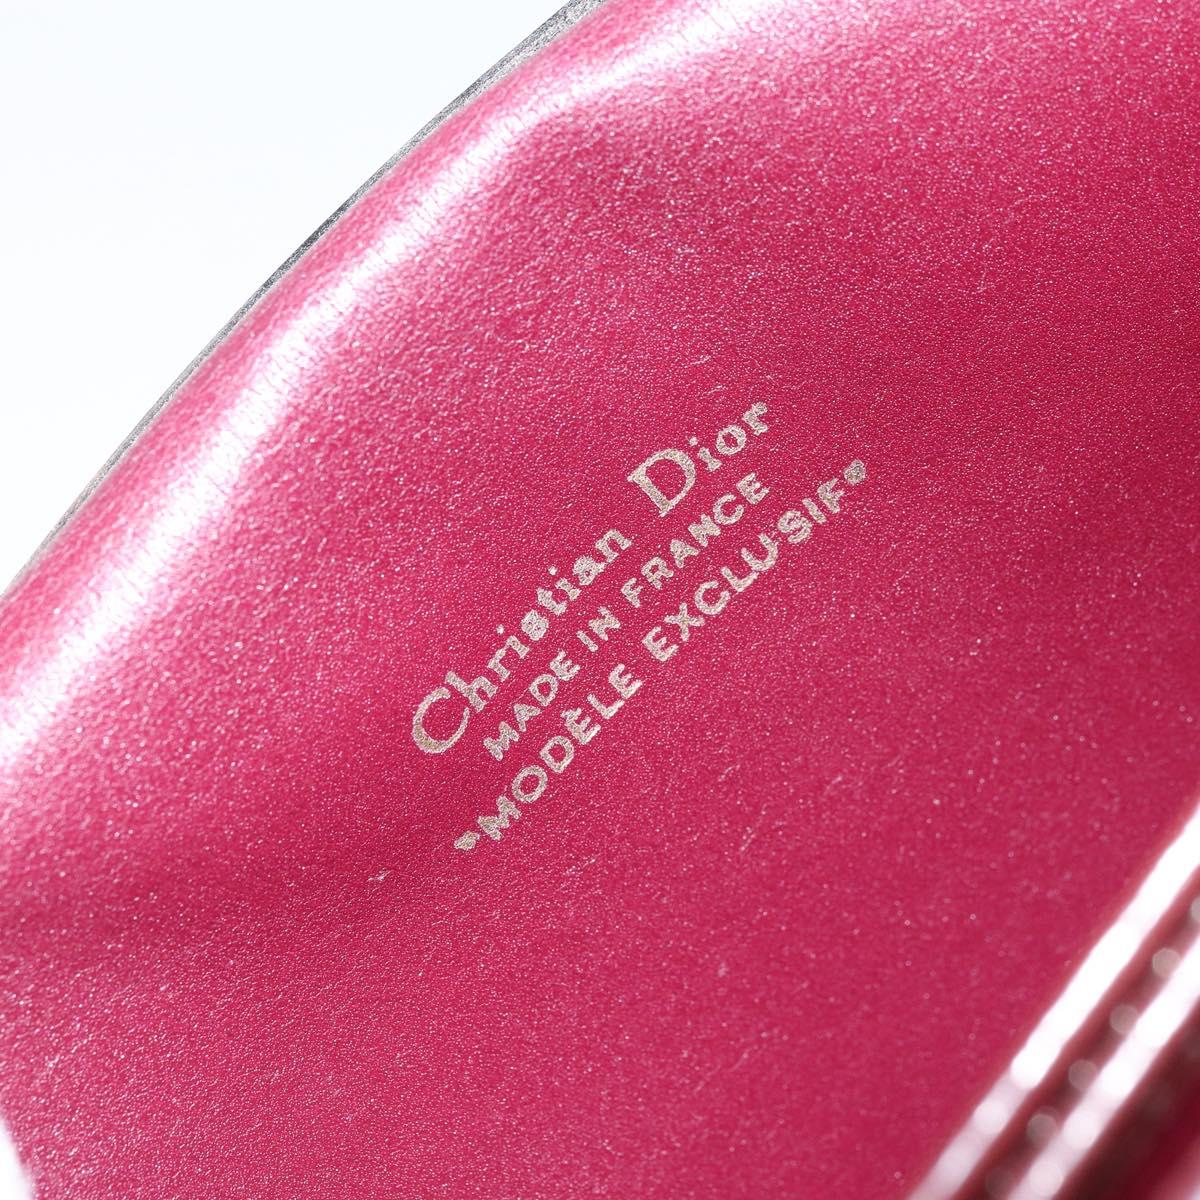 Christian Dior
MADE IN FRANCE
"MODÈLE EXCLUSIF"